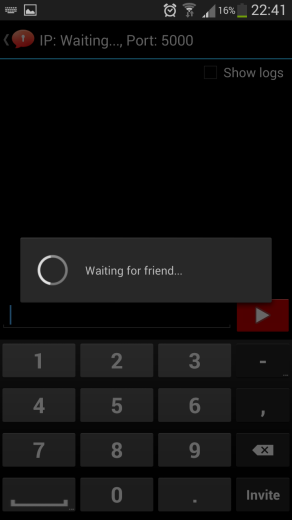 16% 22:41
IP: Waiting..., Port: 5000
Show logs
Waiting for friend...
1 2 3 -
4 5 6 ,
7 8 9
0 . Invite